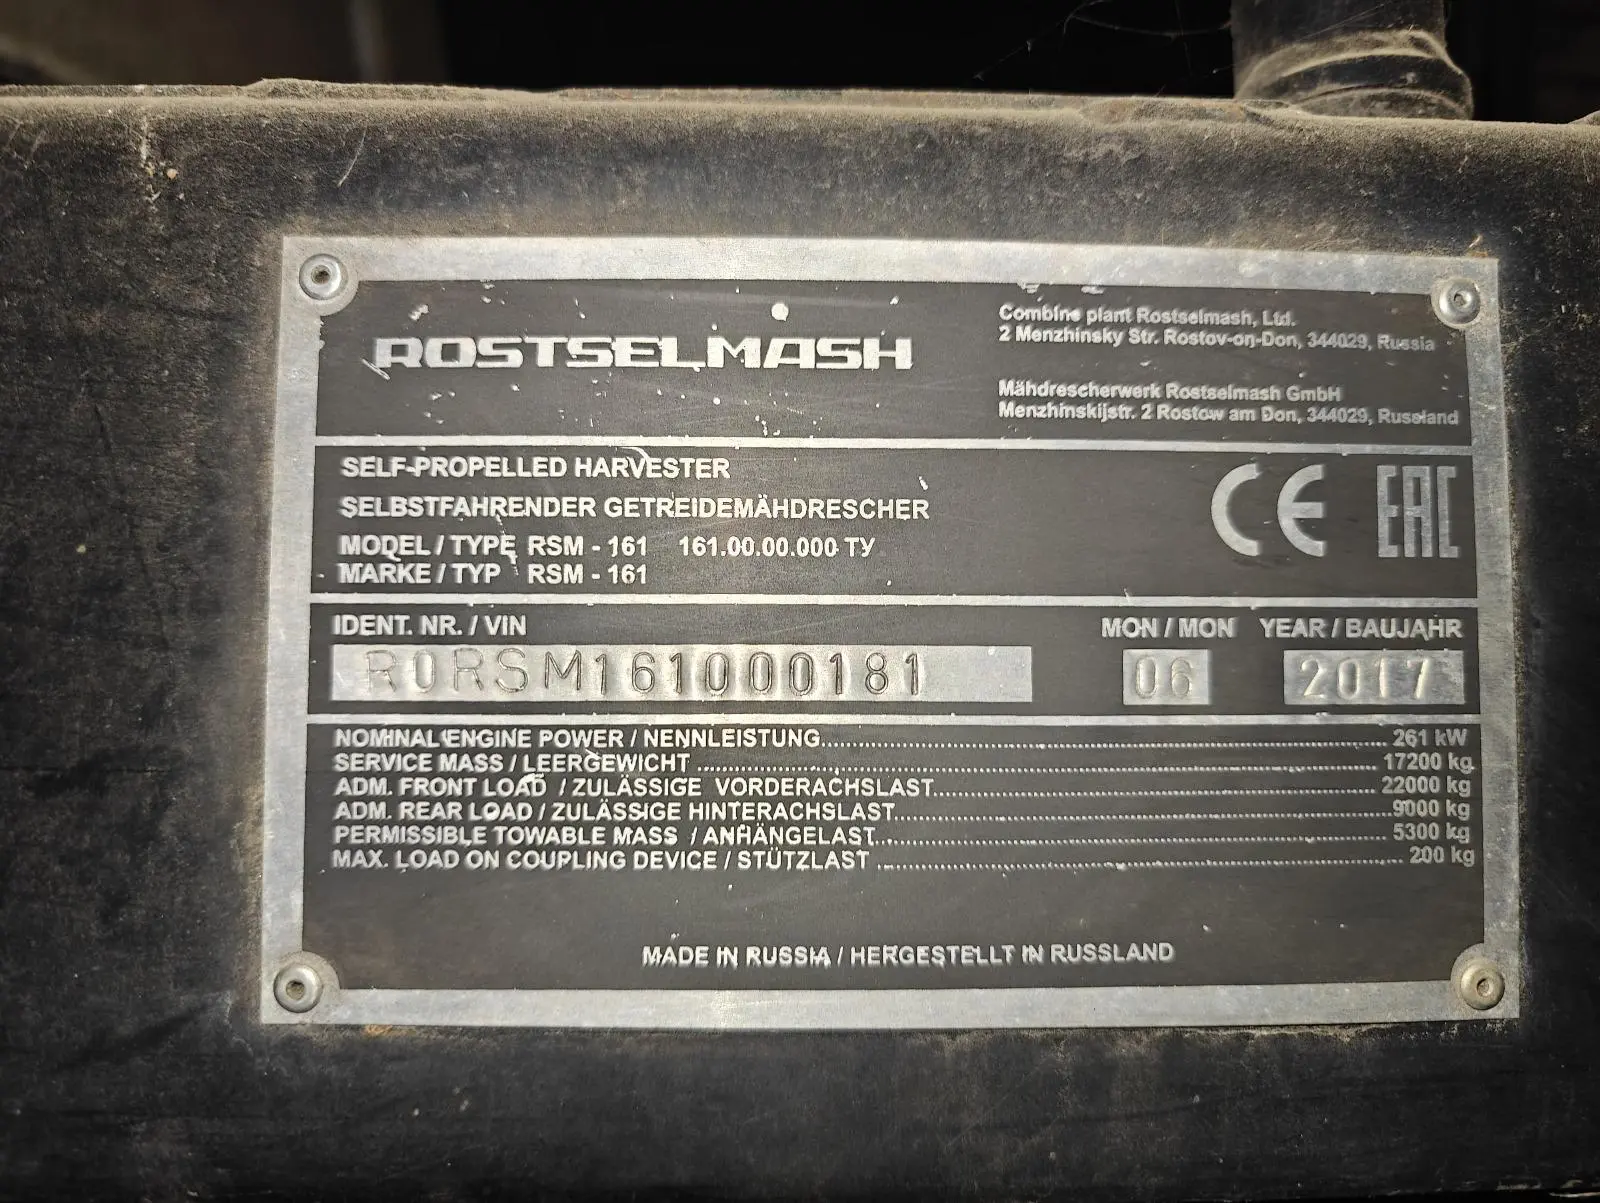 ROSTSELMASH
Combine plant Rostselmash, Ltd.
2 Menzhinsky Str. Rostov-on-Don, 344029, Russia
Mähdrescherwerk Rostselmash GmbH
Menzhinskijstr. 2 Rostow am Don, 344029, Russland
SELF-PROPELLED HARVESTER
SELBSTFAHRENDER GETREIDEMÄHDRESCHER
MODEL / TYPE RSM - 161 161.00.00.000 ТУ
MARKE / TYP RSM - 161
CE EAC
IDENT. NR. / VIN
R0RSM161000181
MON / MON YEAR / BAUJAHR
06 2017
NOMINAL ENGINE POWER / NENNLEISTUNG 261 kW
SERVICE MASS / LEERGEWICHT 17200 kg
ADM. FRONT LOAD / ZULÄSSIGE VORDERACHSLAST 22000 kg
ADM. REAR LOAD / ZULÄSSIGE HINTERACHSLAST 9000 kg
PERMISSIBLE TOWABLE MASS / ANHÄNGELAST 5300 kg
MAX. LOAD ON COUPLING DEVICE / STÜTZLAST 200 kg
MADE IN RUSSIA / HERGESTELLT IN RUSSLAND